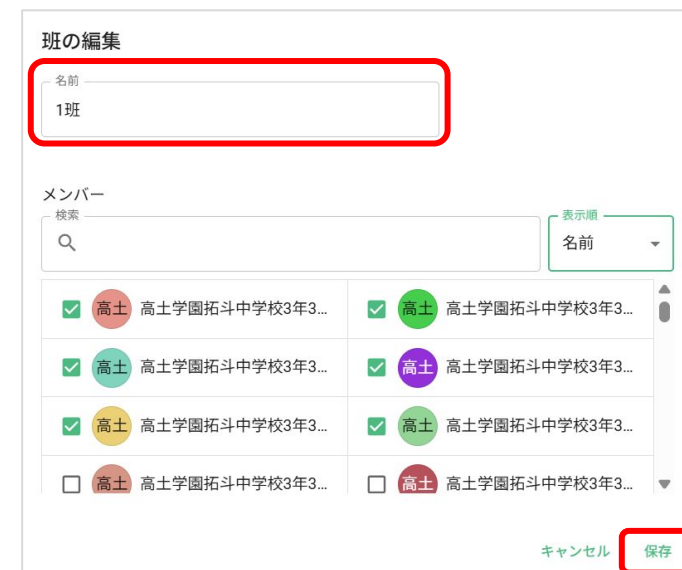 班の編集
名前
1班
メンバー
検索
表示順
名前
高土 高土学園拓斗中学校3年3... 高土 高土学園拓斗中学校3年3...
高土 高土学園拓斗中学校3年3... 高土 高土学園拓斗中学校3年3...
高土 高土学園拓斗中学校3年3... 高土 高土学園拓斗中学校3年3...
高土 高土学園拓斗中学校3年3... 高土 高土学園拓斗中学校3年3...
キャンセル 保存